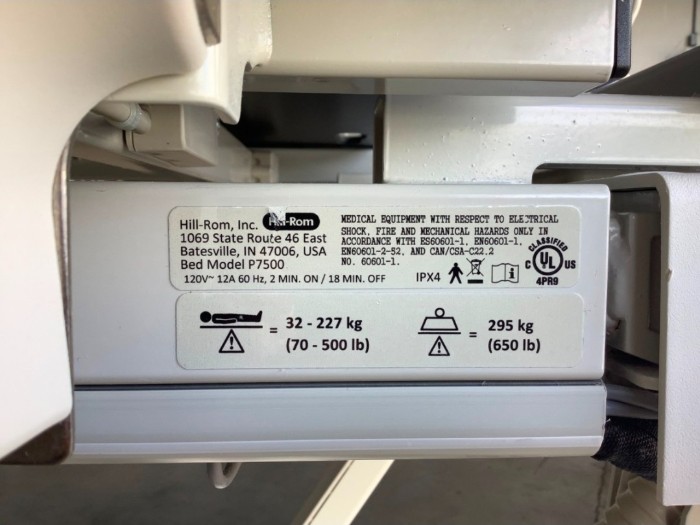 Hill-Rom, Inc. Hill-Rom
1069 State Route 46 East
Batesville, IN 47006, USA
Bed Model P7500
120V~ 12A 60 Hz, 2 MIN. ON / 18 MIN. OFF
MEDICAL EQUIPMENT WITH RESPECT TO ELECTRICAL
SHOCK, FIRE AND MECHANICAL HAZARDS ONLY IN
ACCORDANCE WITH ES60601-1, EN60601-1,
EN60601-2-52, AND CAN/CSA-C22.2
NO. 60601-1.
IPX4
CLASSIFIED
C UL US
4PR9
= 32 - 227 kg
(70 - 500 lb)
= 295 kg
(650 lb)